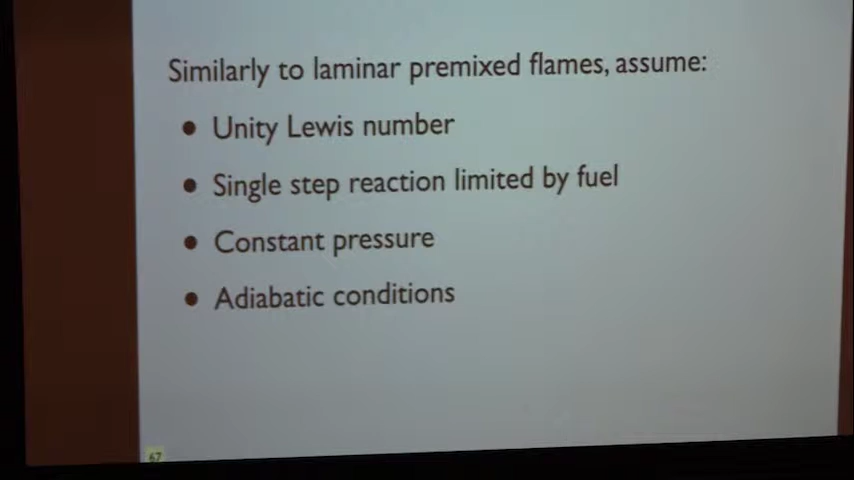 Similarly to laminar premixed flames, assume:
• Unity Lewis number
• Single step reaction limited by fuel
• Constant pressure
• Adiabatic conditions
67